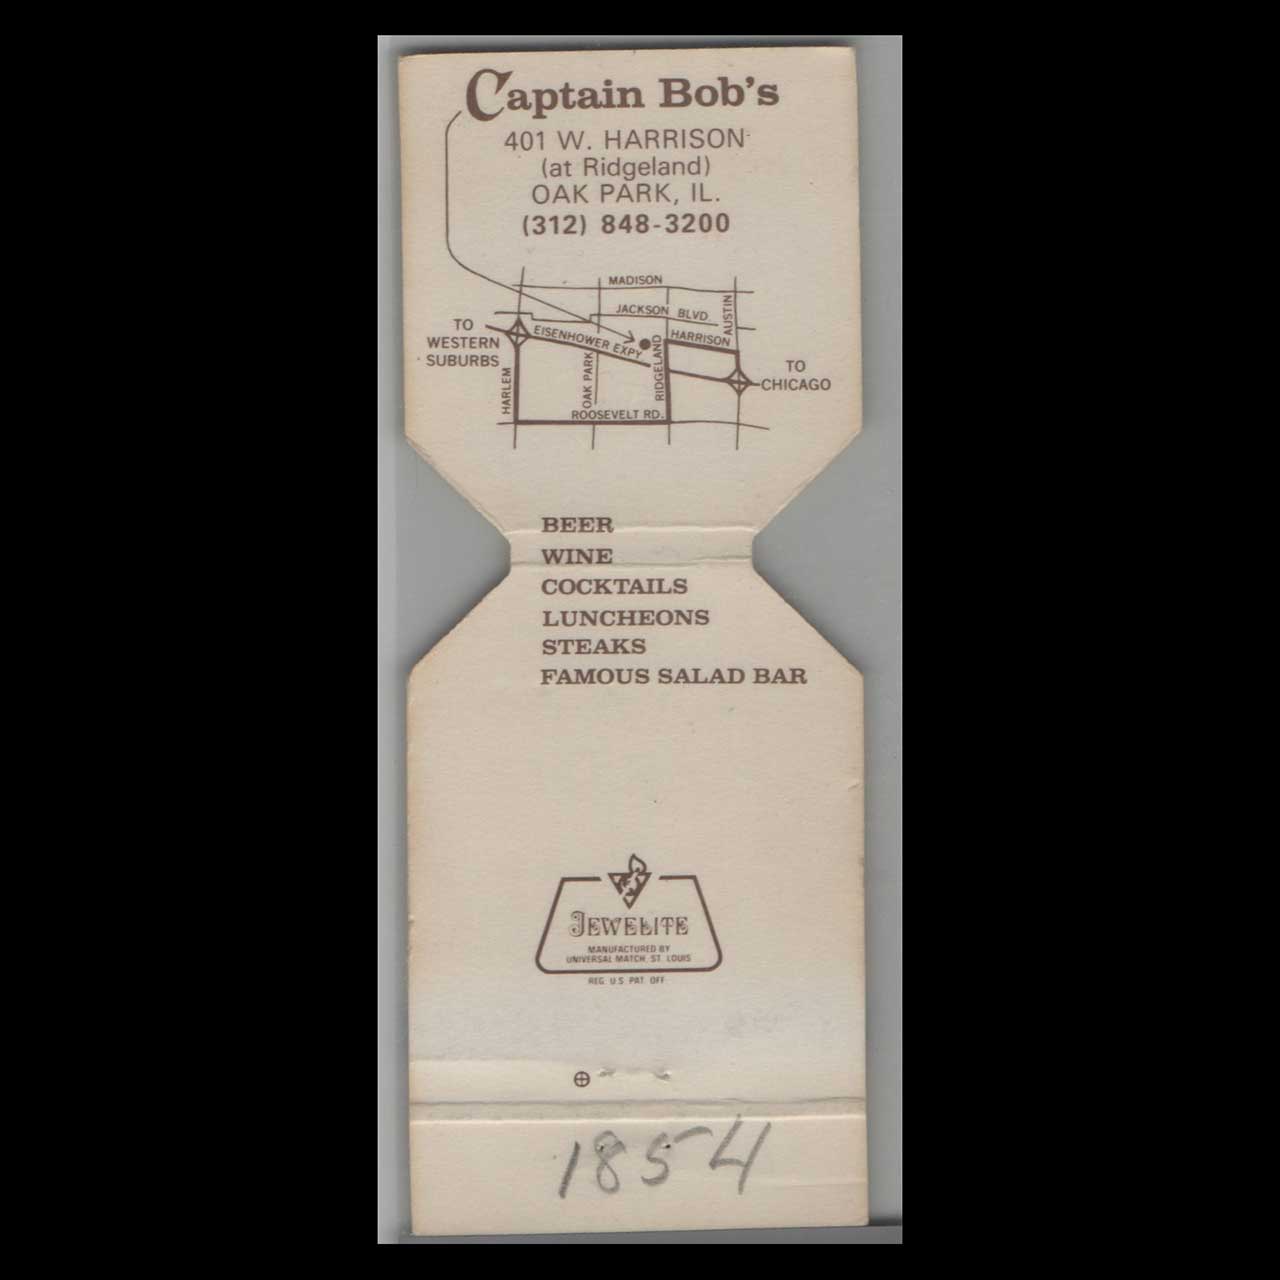 Captain Bob's
401 W. HARRISON
(at Ridgeland)
OAK PARK, IL.
(312) 848-3200
MADISON
JACKSON BLVD.
AUSTIN
TO
WESTERN
SUBURBS
EISENHOWER EXPY
HARRISON
RIDGELAND
OAK PARK
HARLEM
TO
CHICAGO
ROOSEVELT RD.
BEER
WINE
COCKTAILS
LUNCHEONS
STEAKS
FAMOUS SALAD BAR
JEWELITE
MANUFACTURED BY
UNIVERSAL MATCH, ST. LOUIS
REG. U.S. PAT. OFF.
1854